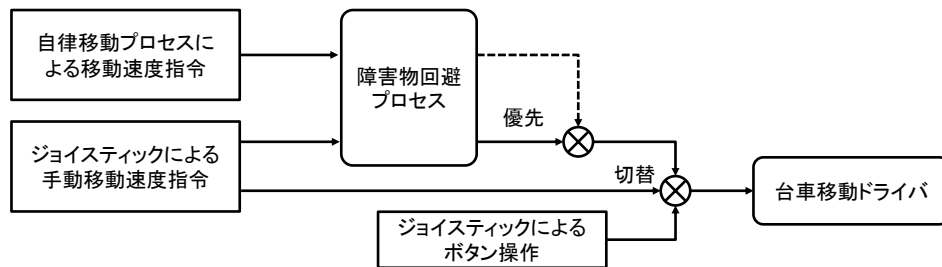 自律移動プロセスに
よる移動速度指令
障害物回避
プロセス
優先
ジョイスティックによる
手動移動速度指令
切替
台車移動ドライバ
ジョイスティックによる
ボタン操作